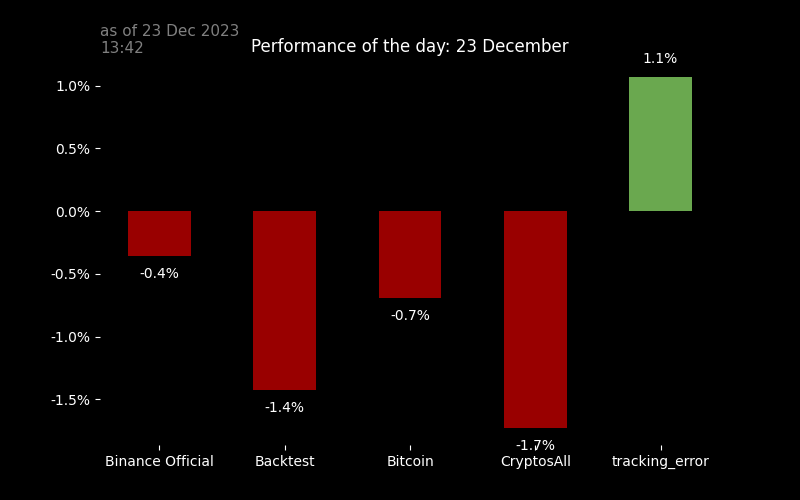 as of 23 Dec 2023
13:42
Performance of the day: 23 December
1.1%
1.0%
0.5%
0.0%
-0.5%
-1.0%
-1.5%
-0.4%
-1.4%
-0.7%
-1.7%
Binance Official
Backtest
Bitcoin
CryptosAll
tracking_error